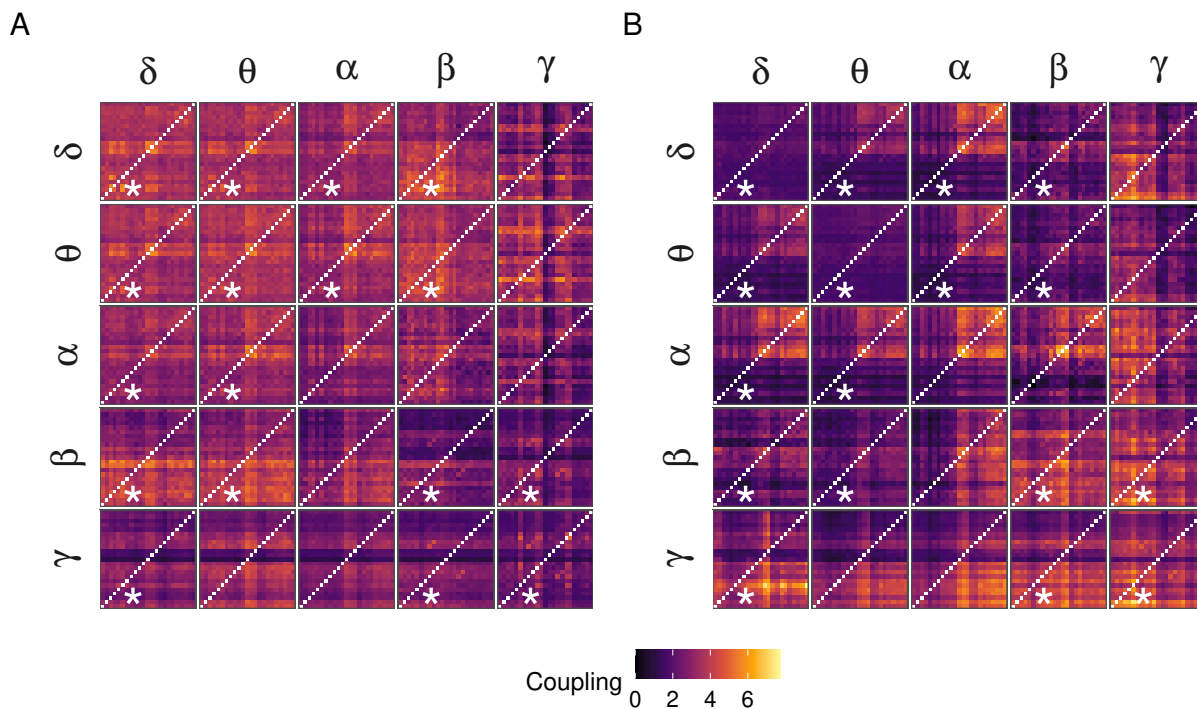 A B
δ θ α β γ δ θ α β γ
δ * * * * δ * * * *
θ * * * * θ * * * *
α * * α * *
β * * * * β * * * *
γ * * * γ * * *
Coupling
0 2 4 6